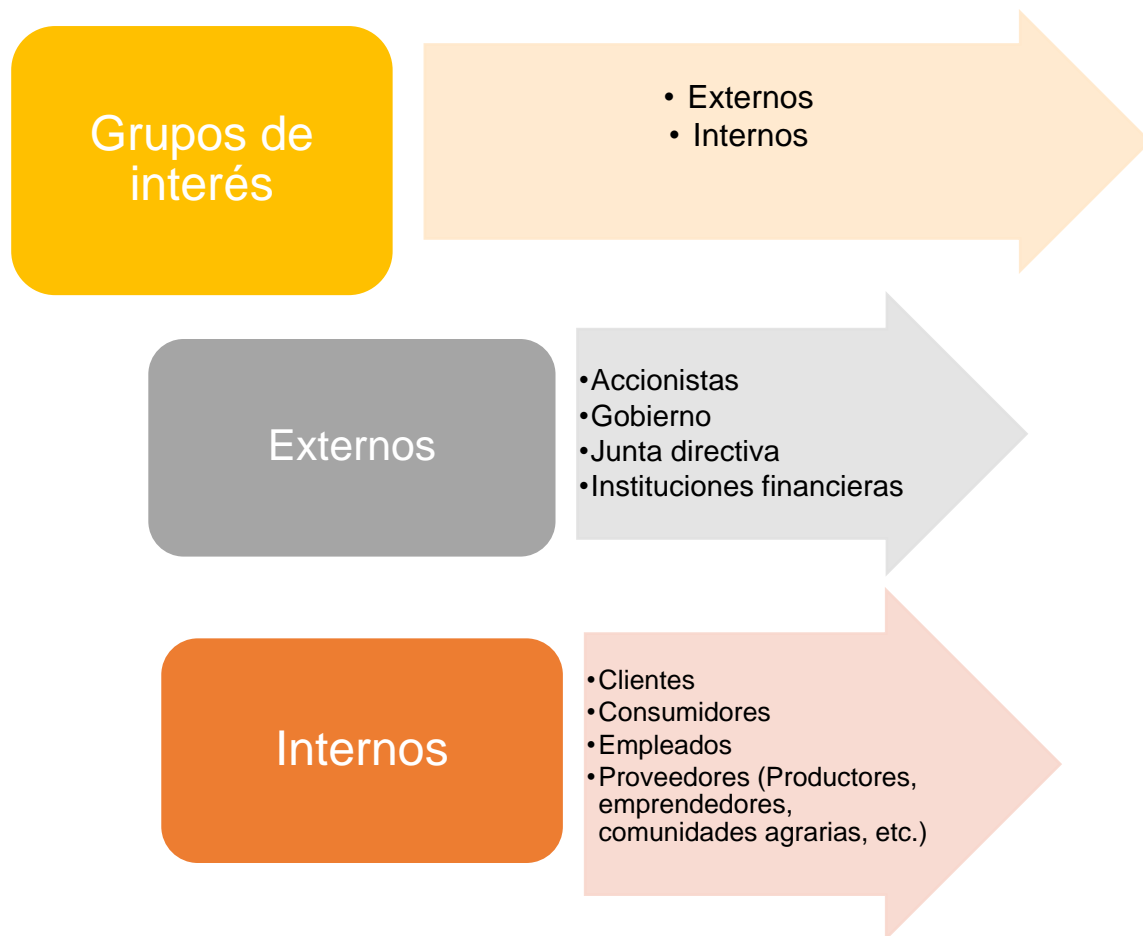 Grupos de
interés
• Externos
• Internos
Externos
•Accionistas
•Gobierno
•Junta directiva
•Instituciones financieras
Internos
•Clientes
•Consumidores
•Empleados
•Proveedores (Productores,
emprendedores,
comunidades agrarias, etc.)